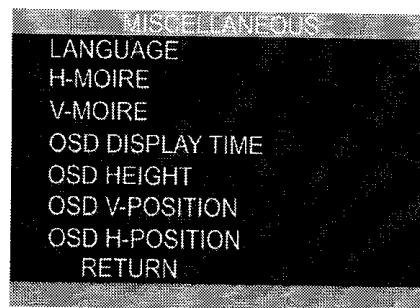 MISCELLANEOUS
LANGUAGE
H-MOIRE
V-MOIRE
OSD DISPLAY TIME
OSD HEIGHT
OSD V-POSITION
OSD H-POSITION
RETURN